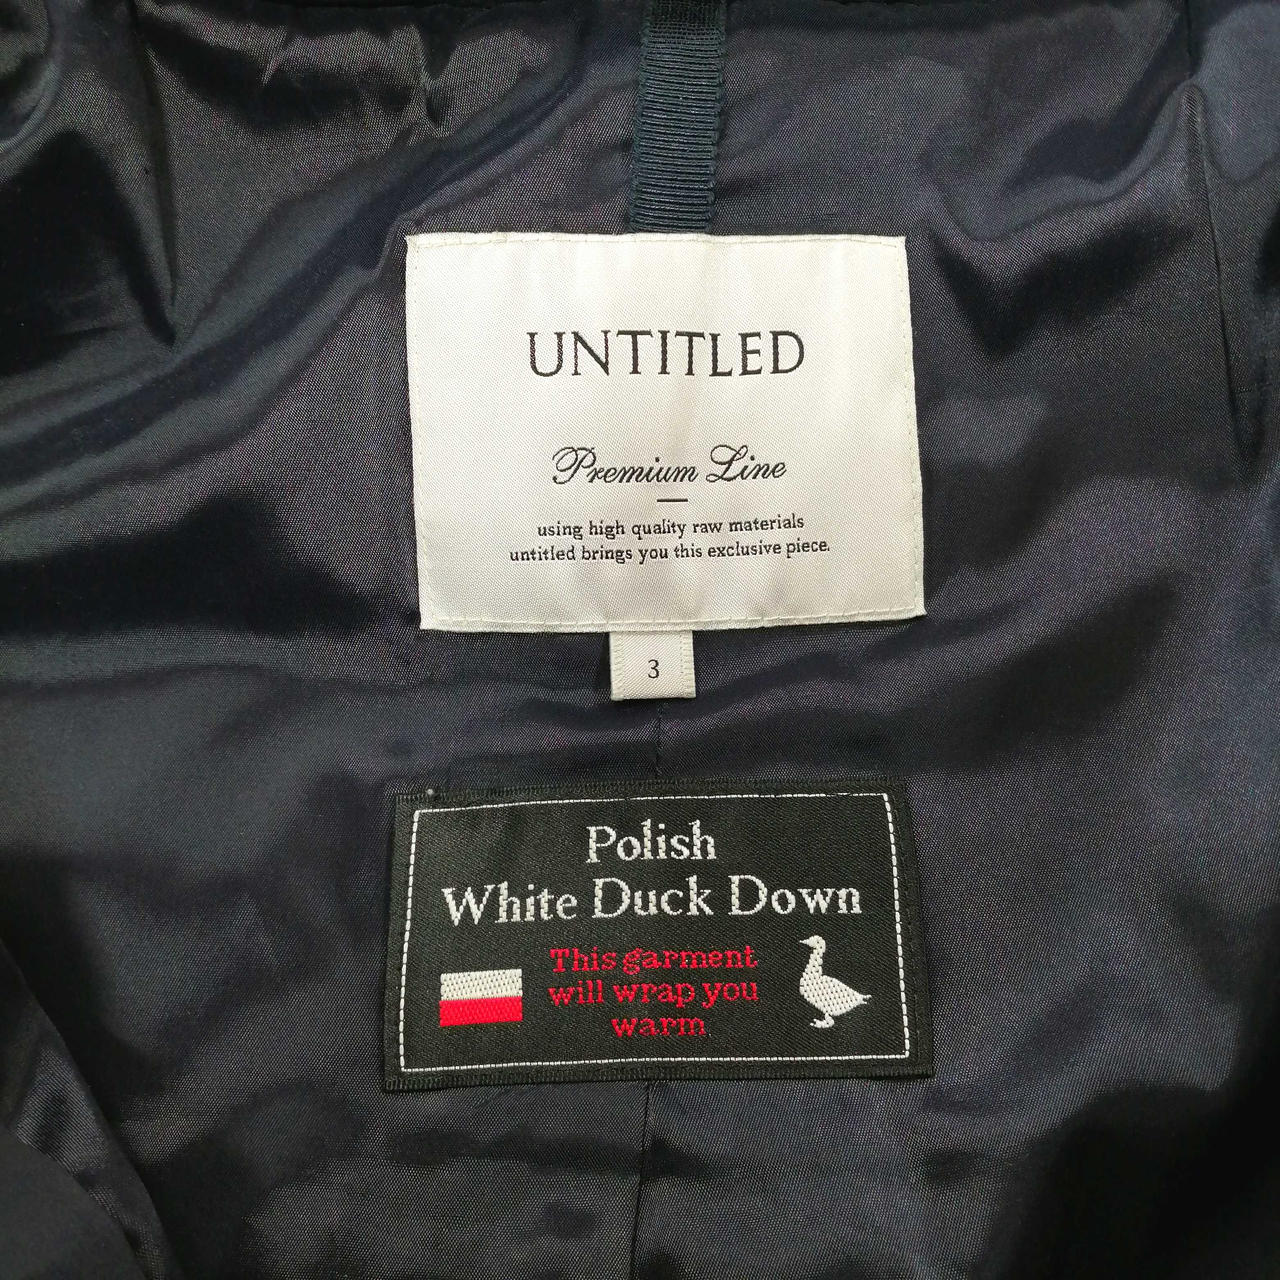 UNTITLED
Premium Line
using high quality raw materials
untitled brings you this exclusive piece.
3
Polish
White Duck Down
This garment
will wrap you
warm